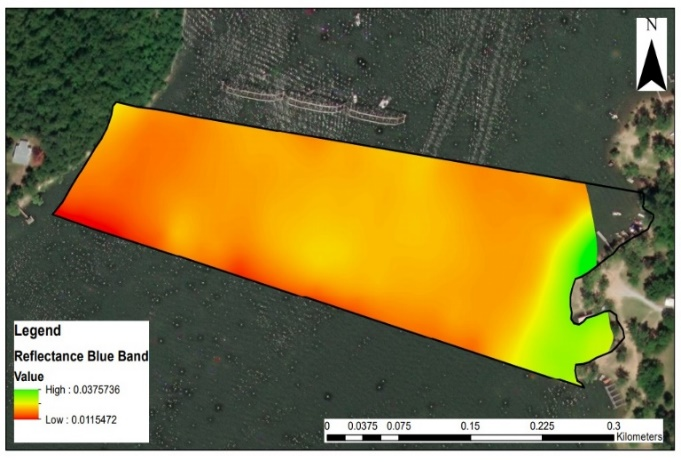 N
Legend
Reflectance Blue Band
Value
High : 0.0375736
Low : 0.0115472
0 0.0375 0.075 0.15 0.225 0.3
Kilometers